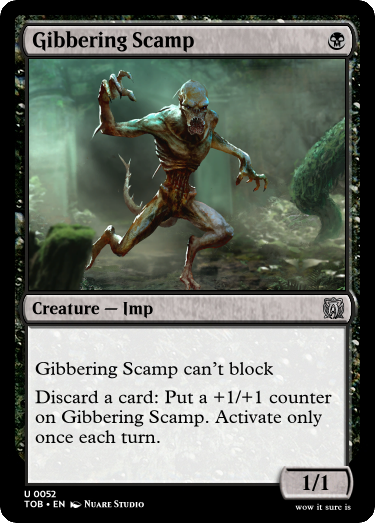 Gibbering Scamp
Creature — Imp
Gibbering Scamp can't block
Discard a card: Put a +1/+1 counter
on Gibbering Scamp. Activate only
once each turn.
1/1
U 0052
TOB • EN NUARE STUDIO
wow it sure is